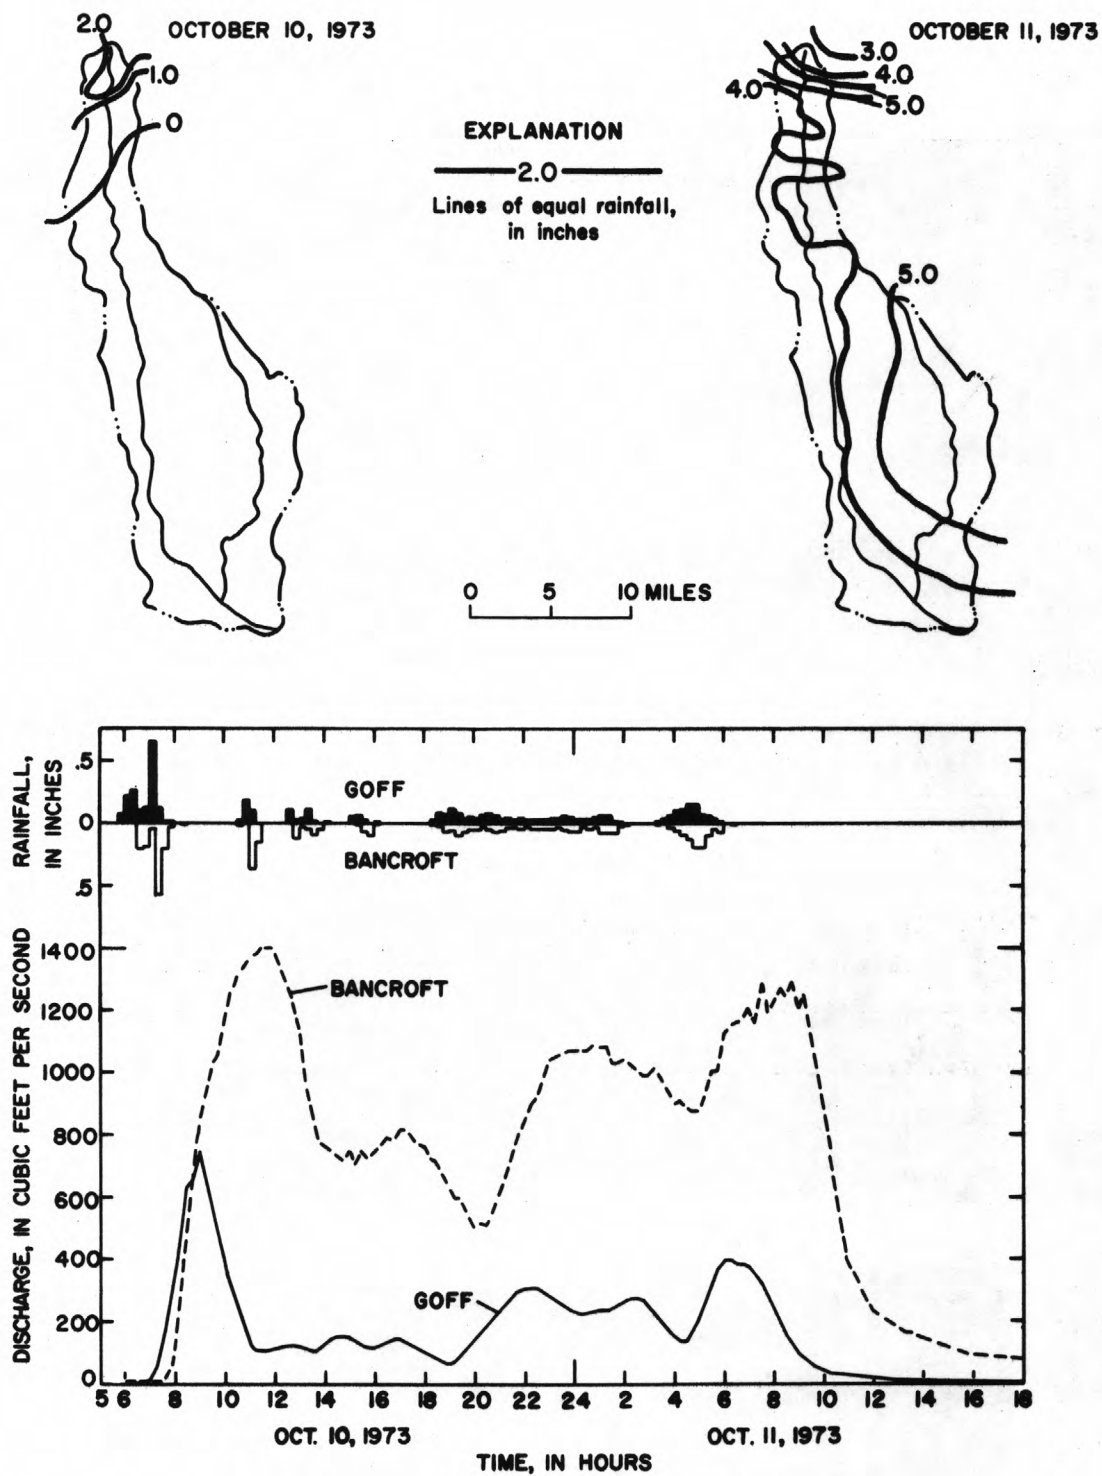 2.0
OCTOBER 10, 1973
1.0
0
EXPLANATION
2.0
Lines of equal rainfall,
in inches
OCTOBER 11, 1973
3.0
4.0
4.0
5.0
5.0
0 5 10 MILES
RAINFALL,
IN INCHES
.5
0
.5
GOFF
BANCROFT
DISCHARGE, IN CUBIC FEET PER SECOND
1400
1200
1000
800
600
400
200
0
BANCROFT
GOFF
5 6 8 10 12 14 16 18 20 22 24 2 4 6 8 10 12 14 16 18
OCT. 10, 1973
OCT. 11, 1973
TIME, IN HOURS